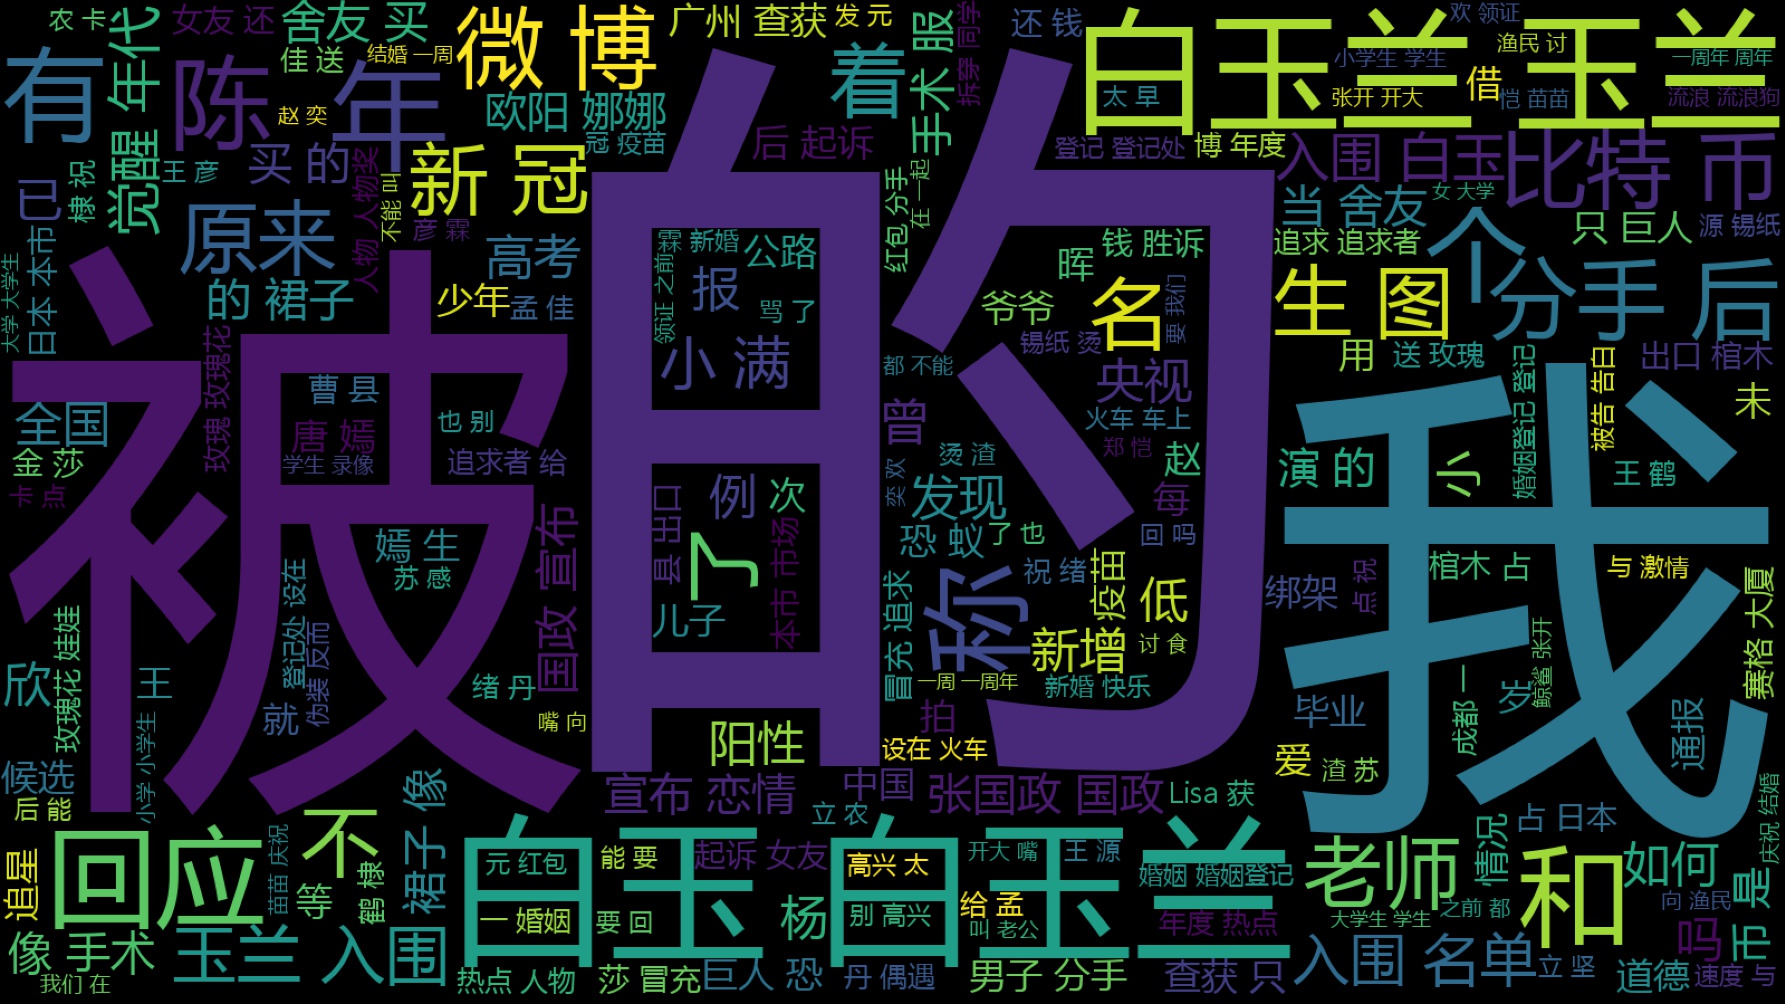 农卡
女友 还
舍友 买
微 博
广州 查获
发 元
还 钱
白玉兰 玉兰
欢 领证
渔民 讨
小学生 学生
一周年 周年
年代
佳 送
结婚 一周
手术 服
拆穿 同学
有
陈
年
着
太 早
张开 开大
借
恺 苗苗
流浪 流浪狗
赵 奕
欧阳 娜娜
冠 疫苗
后 起诉
登记 登记处
博 年度
入围 白玉
比特 币
觉醒
王 彦
买 的
人物 人物奖
新 冠
不能 叫
红包 分手
在 一起
已
棣 祝
当 舍友
女 大学
个
只 巨人
源 锡纸
原来
彦 霖
高考
霖 新婚
公路
钱 胜诉
追求 追求者
大学 大学生
日本 本市
的 裙子
少年
孟 佳
领证 之前
报
骂 了
晖
爷爷
名
要 我们
生 图
分手 后
小 满
锡纸 烫
用
送 玫瑰
出口 棺木
被
的
我
玫瑰 玫瑰花
曹 县
都 不能
央视
婚姻登记 登记
被告 告白
未
全国
唐 嫣
也 别
曾
火车 车上
金 莎
学生 录像
追求者 给
郑 恺
赵
演的
小
王 鹤
卡 点
烫 渣
奕 欢
发现
每
县 出口
例
次
本市 市场
国政 宣布
嫣 生
恐 蚁
了 也
回 吗
了
苏 感
祝 绪
疫苗
低
绑架
点 祝
棺木 占
与 激情
赛格 大厦
登记处 设在
儿子
冒充 追求
称
新增
讨 食
玫瑰花 娃娃
伪装 反而
欣
王
绪 丹
一周 一周年
新婚 快乐
岁
鲸鲨 张开
就
嘴 向
拍
毕业
成都 一
通报
小学 小学生
阳性
设在 火车
爱
渣 苏
候选
后 能
像
宣布 恋情
中国
张国政 国政
Lisa 获
庆祝 结婚
立 农
占 日本
回应
不
裙子
白玉兰 白玉兰
老师
情况
和
如何
追星
苗苗 庆祝
等
鹤 棣
元 红包
能 要
起诉 女友
高兴 太
开大 嘴
王 源
婚姻 婚姻登记
市 是
一 婚姻
要 回
杨
别 高兴
给 孟
叫 老公
年度 热点
大学生 学生
之前 都
向 渔民
像 手术
玉兰 入围
吗
我们 在
热点 人物
莎 冒充
巨人 恐
丹 偶遇
男子 分手
查获 只
入围 名单
立 坚
道德
速度 与